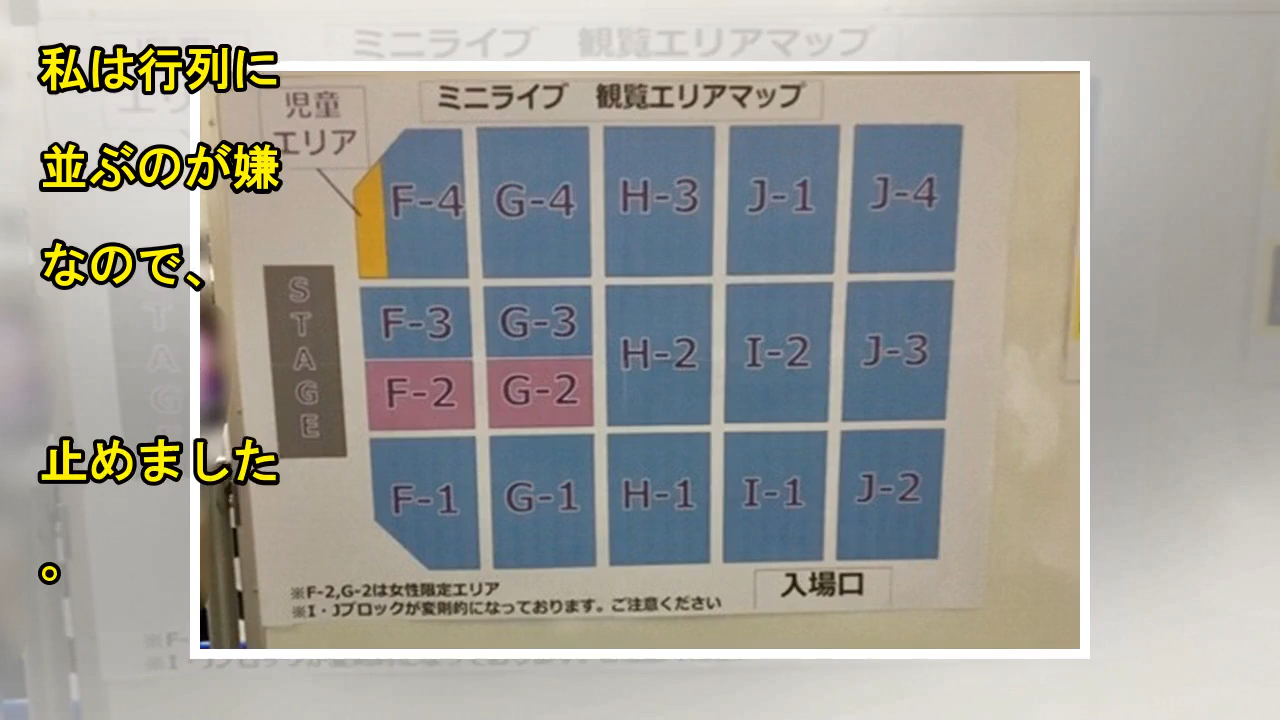 私は行列に
並ぶのが嫌
なので、
止めました
。
ミニライブ 観覧エリアマップ
児童
エリア
F-4
G-4
H-3
J-1
J-4
STAGE
F-3
G-3
H-2
I-2
J-3
F-2
G-2
F-1
G-1
H-1
I-1
J-2
※F-2,G-2は女性限定エリア
※I・Jブロックが変則的になっております。ご注意ください
入場口